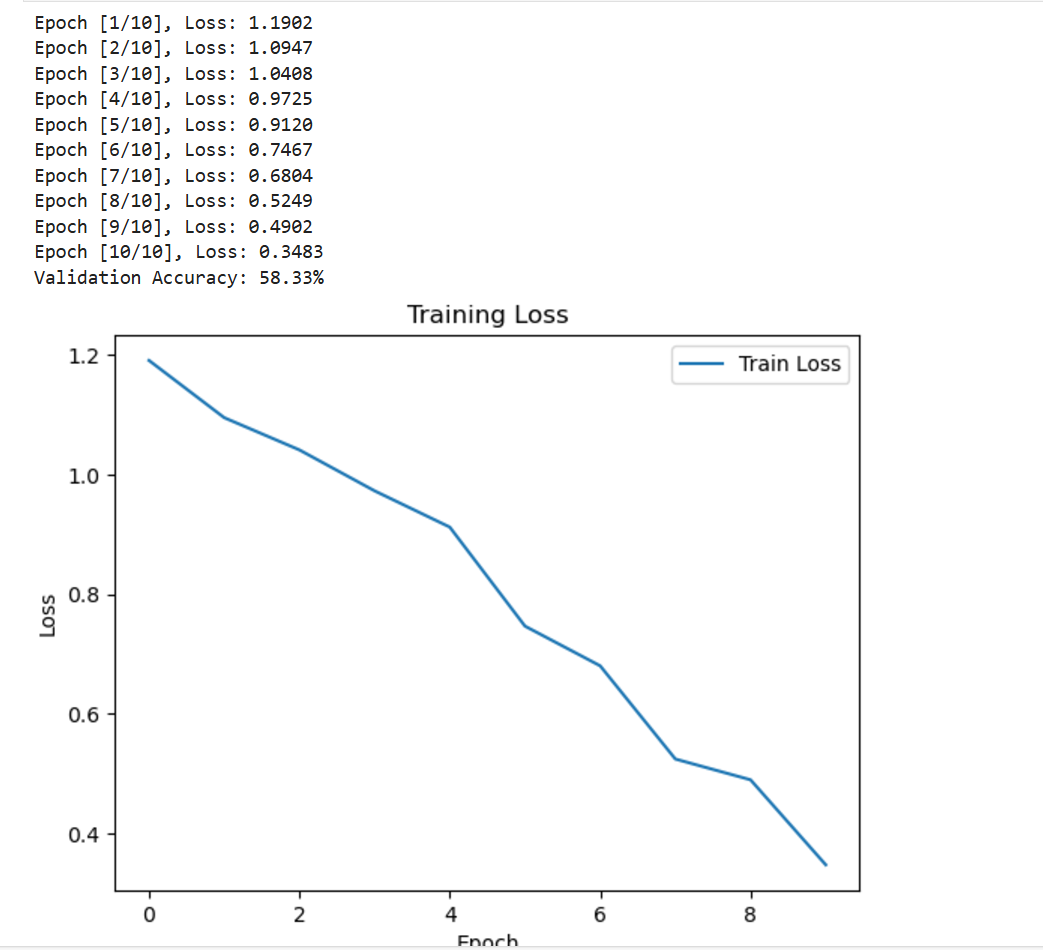 Epoch [1/10], Loss: 1.1902
Epoch [2/10], Loss: 1.0947
Epoch [3/10], Loss: 1.0408
Epoch [4/10], Loss: 0.9725
Epoch [5/10], Loss: 0.9120
Epoch [6/10], Loss: 0.7467
Epoch [7/10], Loss: 0.6804
Epoch [8/10], Loss: 0.5249
Epoch [9/10], Loss: 0.4902
Epoch [10/10], Loss: 0.3483
Validation Accuracy: 58.33%
Training Loss
Train Loss
1.2
1.0
0.8
0.6
0.4
Loss
0 2 4 6 8
Epoch